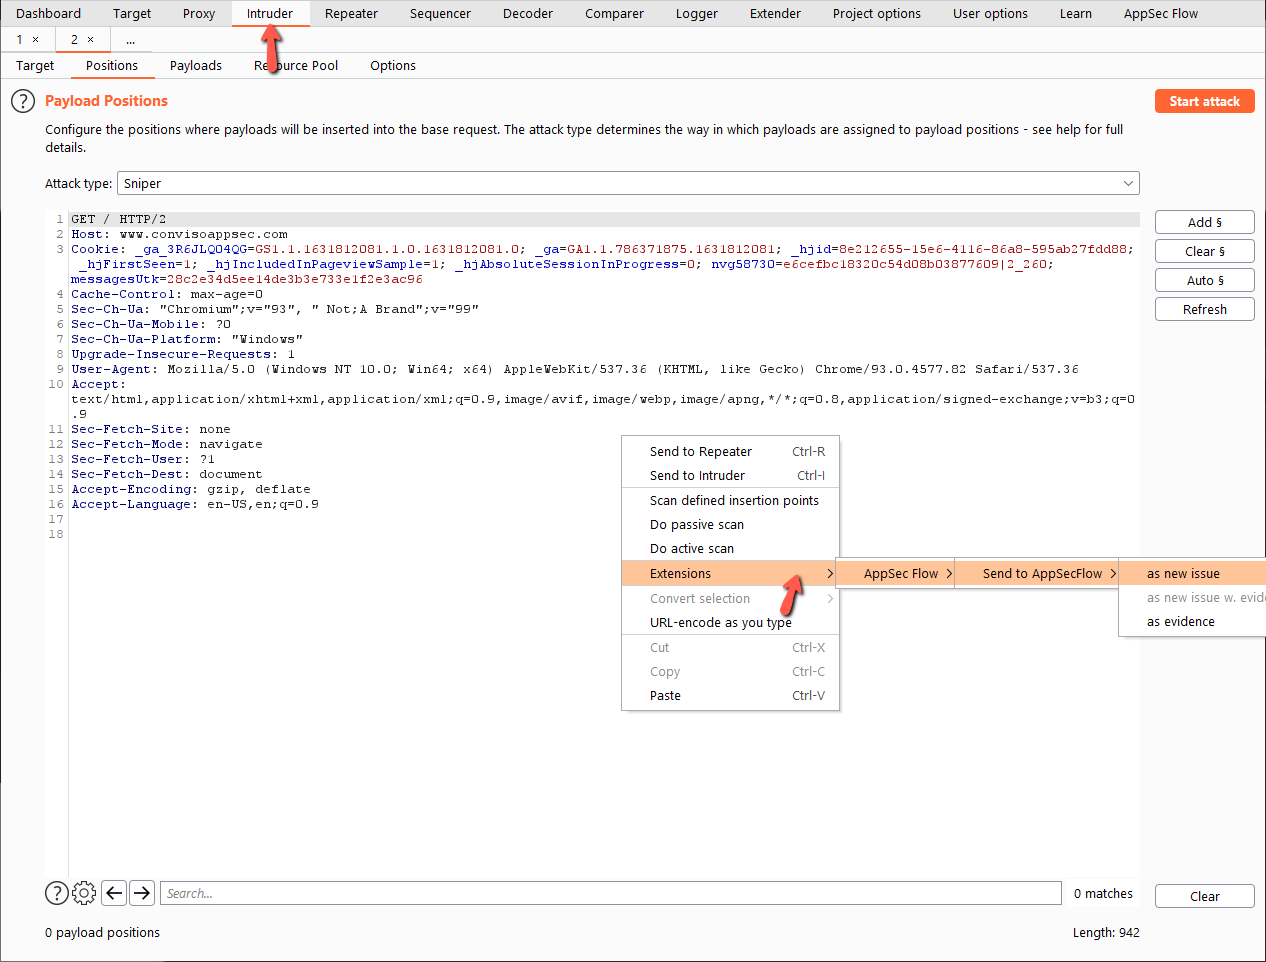 Dashboard Target Proxy Intruder Repeater Sequencer Decoder Comparer Logger Extender Project options User options Learn AppSec Flow
1 × 2 × ...
Target Positions Payloads Pool Options
? Payload Positions Start attack
Configure the positions where payloads will be inserted into the base request. The attack type determines the way in which payloads are assigned to payload positions - see help for full
details.
Attack type: Sniper
1 GET / HTTP/2
Add §
2 Host: www.convisoappsec.com
3 Cookie: _ga_3R6JLQ04QG=GS1.1.1631812081.1.0.1631812081.0; _ga=GA1.1.786371875.1631812081; _hjid=8e212655-15e6-4116-86a8-595ab27fdd88;
Clear §
_hjFirstSeen=1; _hjIncludedInPageviewSample=1; _hjAbsoluteSessionInProgress=0; nvg58730=e6cefbc18320c54d08b03877609|2_260;
messagesUtk=28c2e34d5ee14de3b3e733e1f2e3ac96
Auto §
4 Cache-Control: max-age=0
5 Sec-Ch-Ua: "Chromium";v="93", " Not;A Brand";v="99"
Refresh
6 Sec-Ch-Ua-Mobile: ?0
7 Sec-Ch-Ua-Platform: "Windows"
8 Upgrade-Insecure-Requests: 1
9 User-Agent: Mozilla/5.0 (Windows NT 10.0; Win64; x64) AppleWebKit/537.36 (KHTML, like Gecko) Chrome/93.0.4577.82 Safari/537.36
10 Accept:
text/html,application/xhtml+xml,application/xml;q=0.9,image/avif,image/webp,image/apng,*/*;q=0.8,application/signed-exchange;v=b3;q=0
.9
11 Sec-Fetch-Site: none
12 Sec-Fetch-Mode: navigate
13 Sec-Fetch-User: ?1
14 Sec-Fetch-Dest: document
15 Accept-Encoding: gzip, deflate
16 Accept-Language: en-US,en;q=0.9
17
18
Send to Repeater Ctrl-R
Send to Intruder Ctrl-I
Scan defined insertion points
Do passive scan
Do active scan
Extensions > AppSec Flow > Send to AppSecFlow > as new issue
Convert selection > as new issue w. evid
URL-encode as you type as evidence
Cut Ctrl-X
Copy Ctrl-C
Paste Ctrl-V
? Search... 0 matches Clear
0 payload positions Length: 942